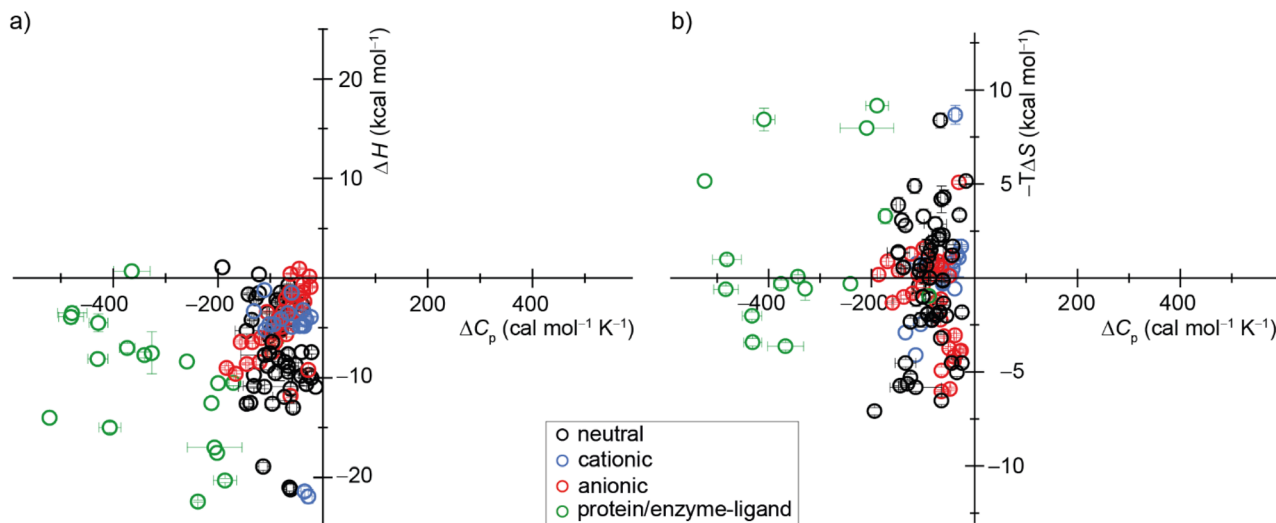 a)
b)
20
10
ΔH (kcal mol⁻¹)
−400
−200
200
400
ΔCp (cal mol⁻¹ K⁻¹)
−10
−20
10
5
−TΔS (kcal mol⁻¹)
−400
−200
200
400
ΔCp (cal mol⁻¹ K⁻¹)
−5
−10
neutral
cationic
anionic
protein/enzyme-ligand